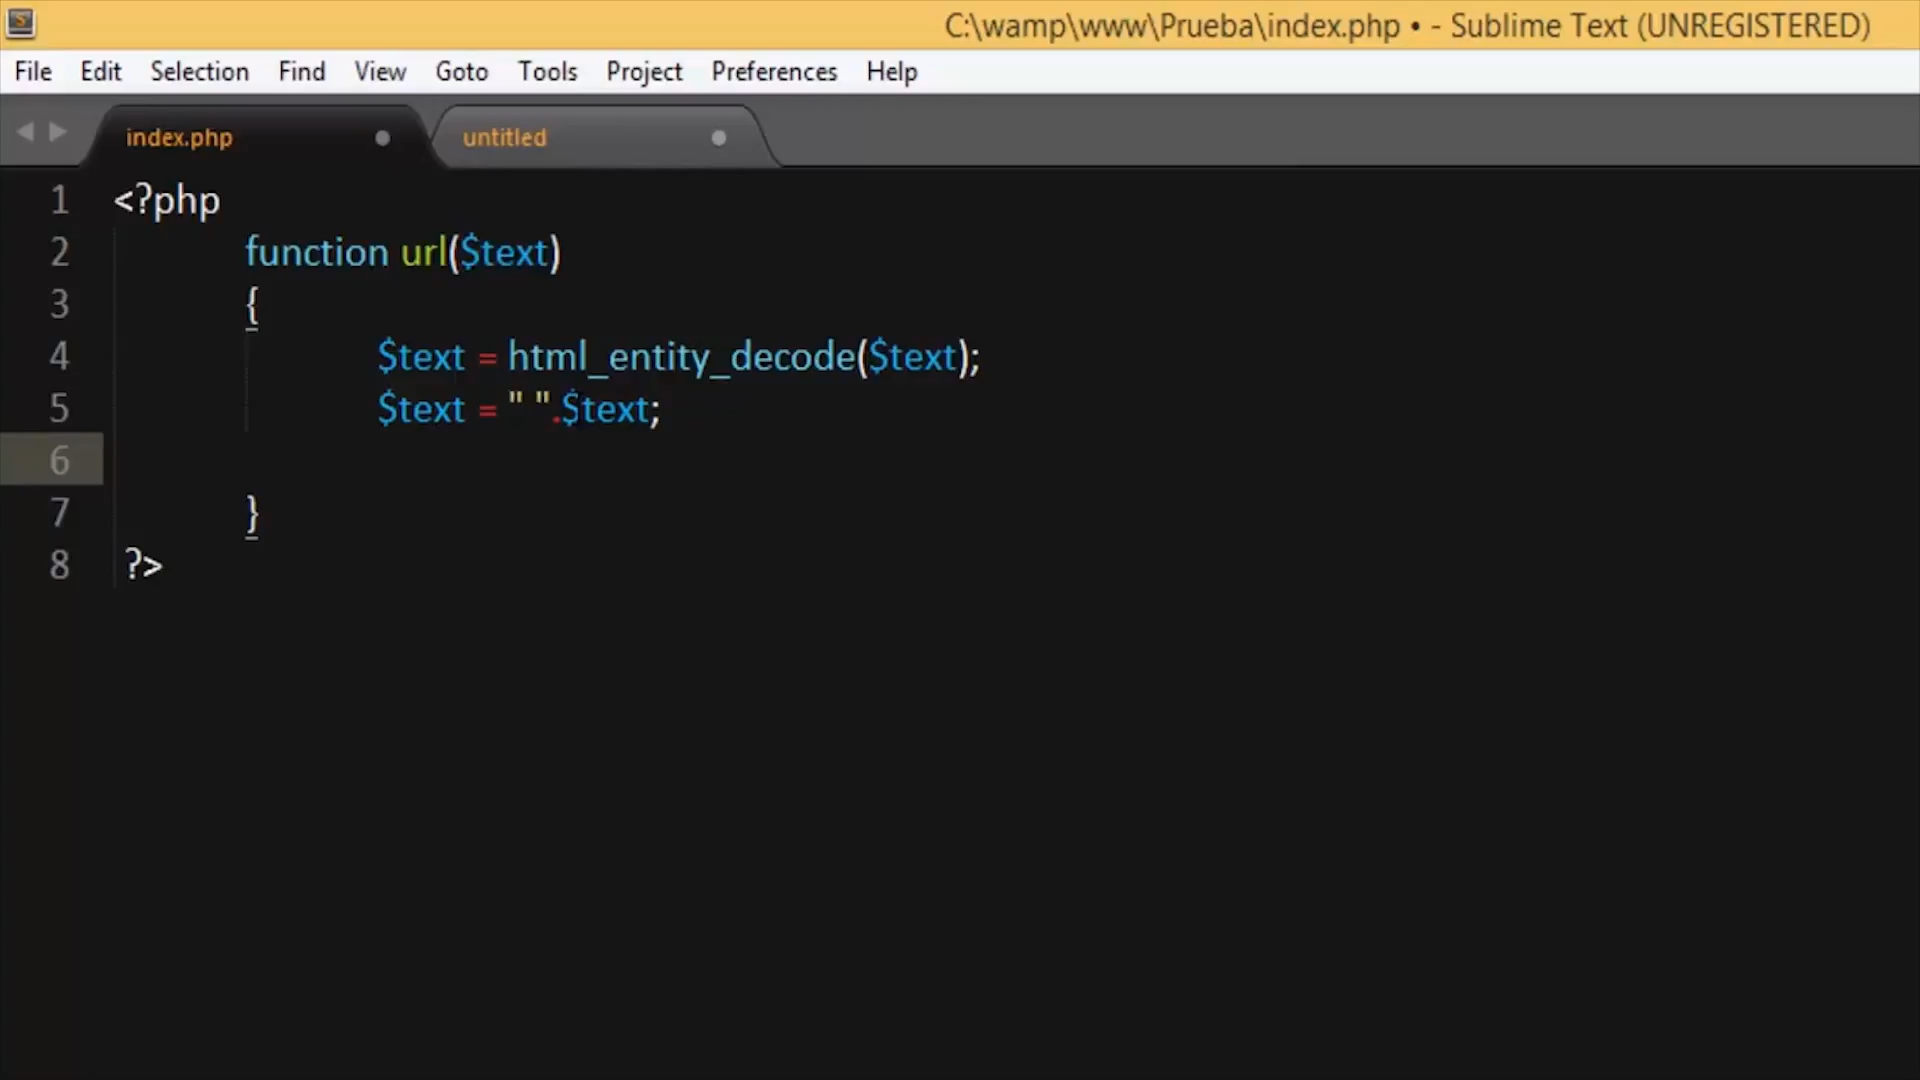 C:\wamp\www\Prueba\index.php • - Sublime Text (UNREGISTERED)
File Edit Selection Find View Goto Tools Project Preferences Help
index.php untitled
1 <?php
2 function url($text)
3 {
4 $text = html_entity_decode($text);
5 $text = " ".$text;
6
7 }
8 ?>